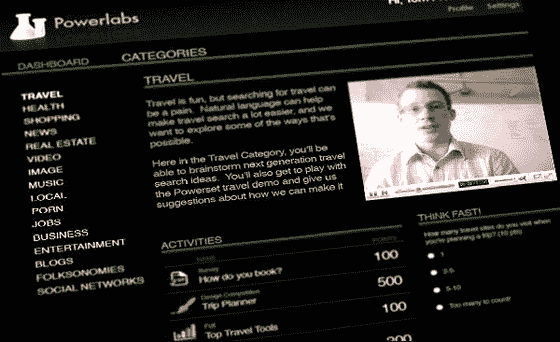 Powerlabs
Profile Settings
DASHBOARD CATEGORIES
TRAVEL
HEALTH
SHOPPING
NEWS
REAL ESTATE
VIDEO
IMAGE
MUSIC
LOCAL
PORN
JOBS
BUSINESS
ENTERTAINMENT
BLOGS
FOLKSONOMIES
SOCIAL NETWORKS
TRAVEL
Travel is fun, but searching for travel can
be a pain. Natural language can help
make travel search a lot easier, and we
want to explore some of the ways that's
possible.
Here in the Travel Category, you'll be
able to brainstorm next generation travel
search ideas. You'll also get to play with
the Powerset travel demo and give us
suggestions about how we can make it
ACTIVITIES
NAME POINTS
Survey
How do you book? 100
Design Competition
Trip Planner 500
Poll
Top Travel Tools 100
200
THINK FAST!
How many travel sites do you visit when
you're planning a trip? (10 pts)
1
2-5
5-10
Too many to count!